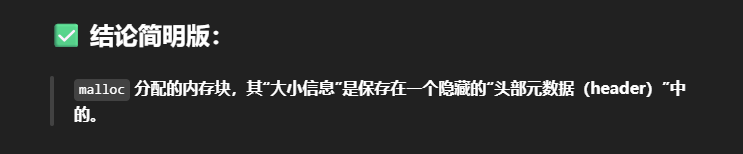 ✅ 结论简明版：
malloc 分配的内存块，其“大小信息”是保存在一个隐藏的“头部元数据（header）”中
的。